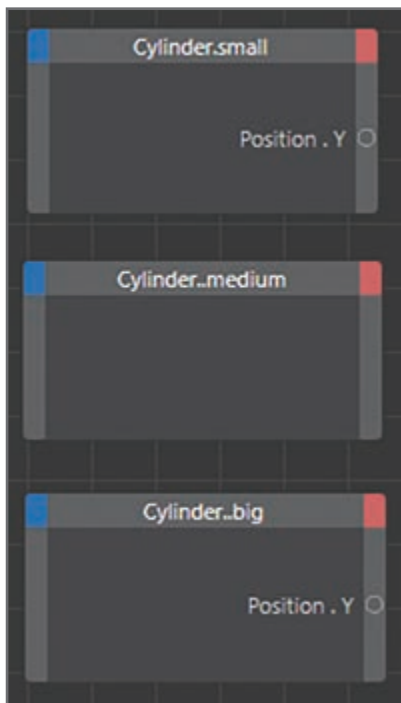 Cylinder.small
Position . Y
Cylinder..medium
Cylinder..big
Position . Y